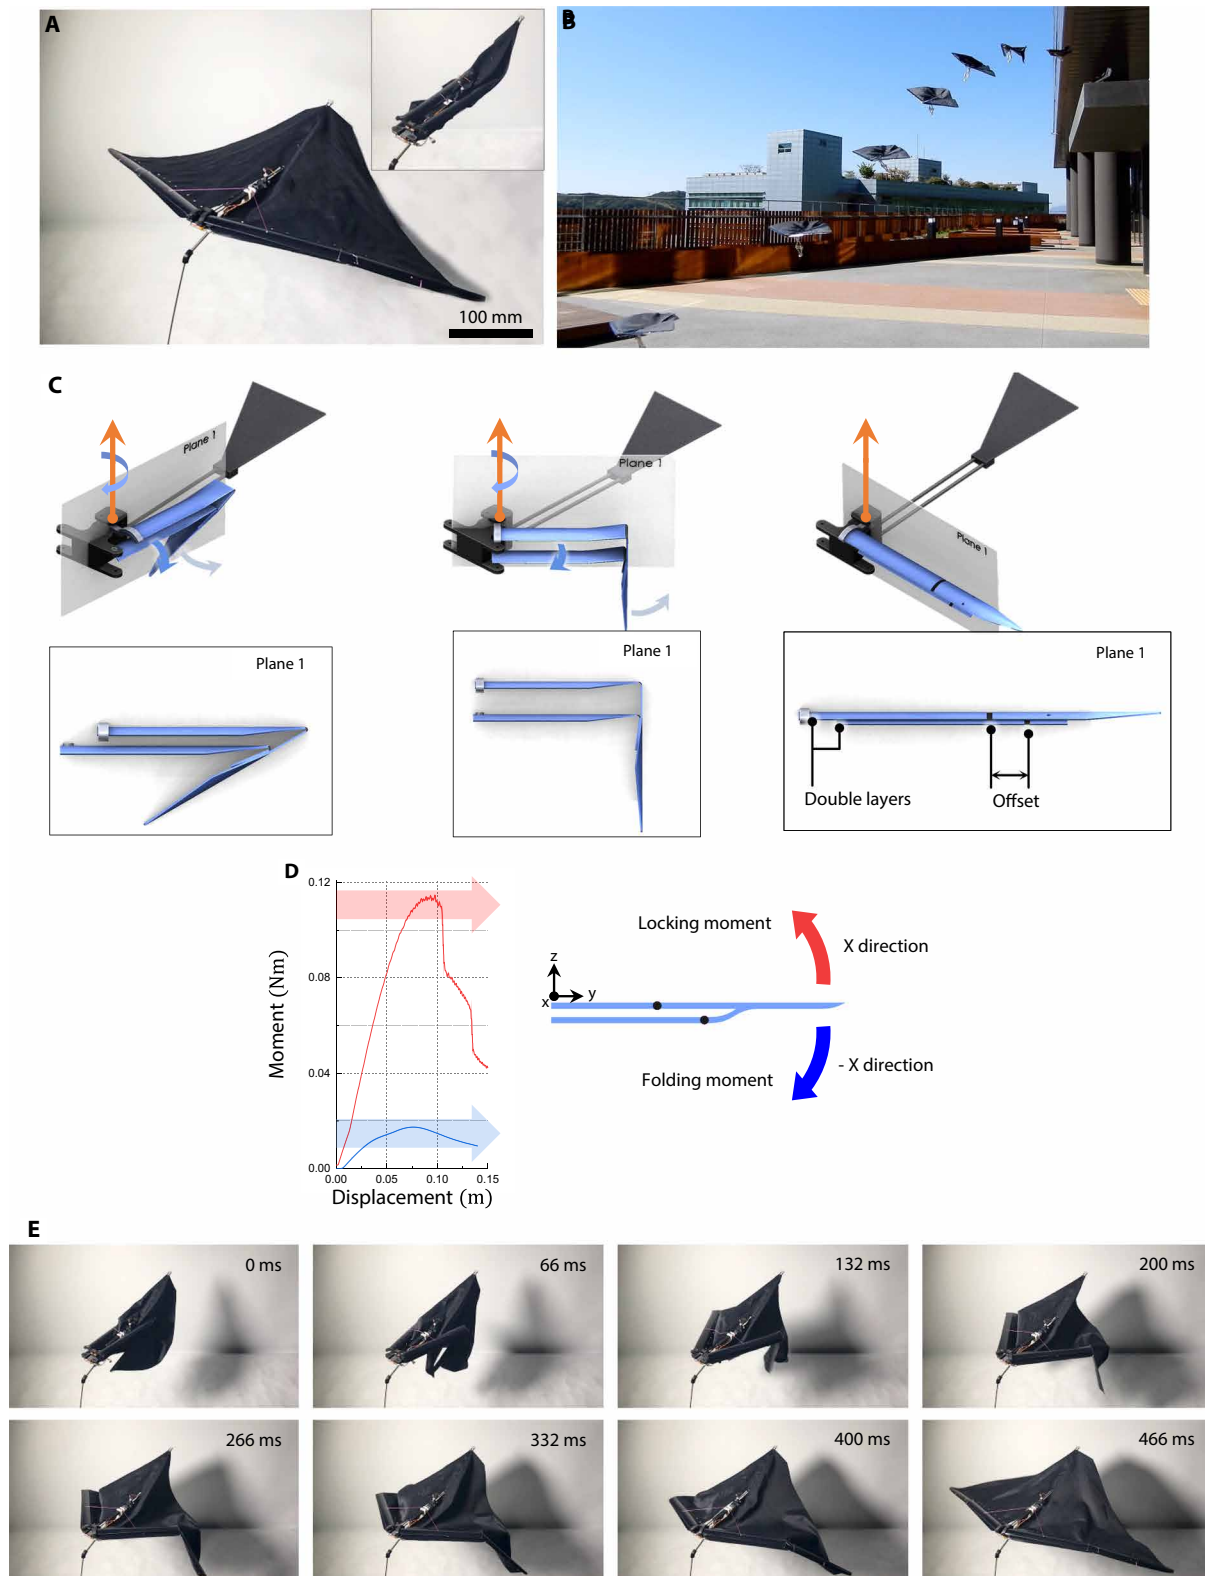 A
B
B
100 mm
C
Plane 1
Plane 1
Plane 1
Plane 1
Plane 1
Plane 1
Double layers
Offset
D
0.12
0.08
0.04
0.00
0.00
0.05
0.10
0.15
Moment (Nm)
Displacement (m)
Locking moment
X direction
z
x
y
Folding moment
- X direction
E
0 ms
66 ms
132 ms
200 ms
266 ms
332 ms
400 ms
466 ms